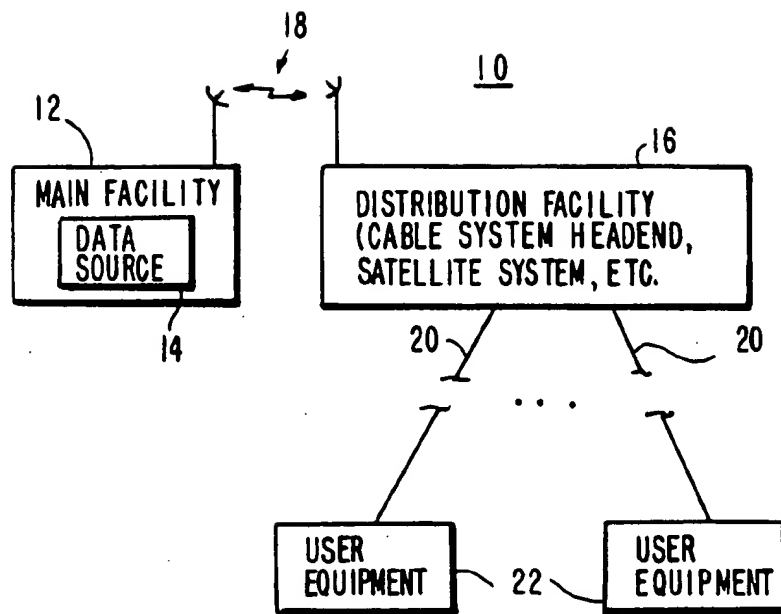 18
10
12
16
MAIN FACILITY
DATA
SOURCE
DISTRIBUTION FACILITY
(CABLE SYSTEM HEADEND,
SATELLITE SYSTEM, ETC.
14
20
20
...
USER
EQUIPMENT
22
USER
EQUIPMENT